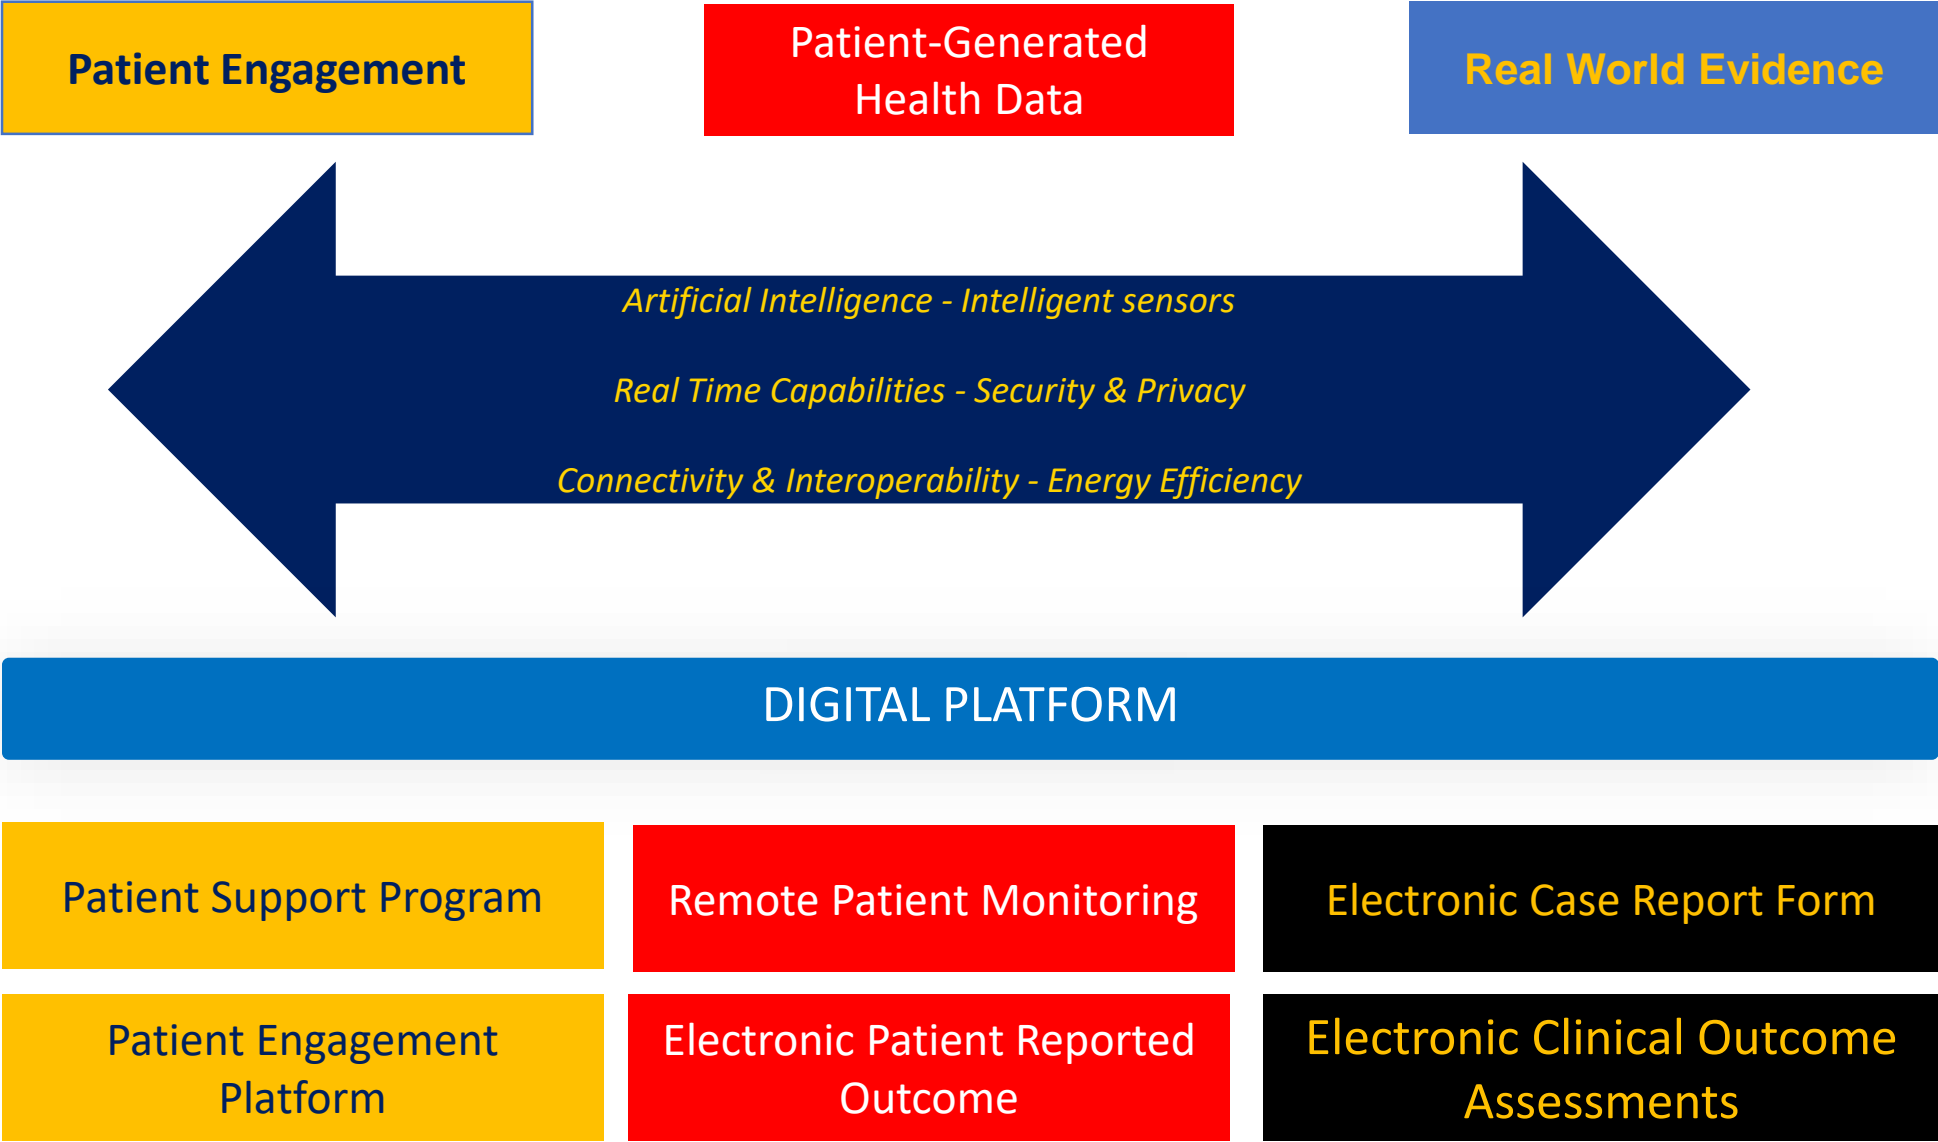 Patient Engagement
Patient-Generated
Health Data
Real World Evidence
Artificial Intelligence - Intelligent sensors
Real Time Capabilities - Security & Privacy
Connectivity & Interoperability - Energy Efficiency
DIGITAL PLATFORM
Patient Support Program
Remote Patient Monitoring
Electronic Case Report Form
Patient Engagement
Platform
Electronic Patient Reported
Outcome
Electronic Clinical Outcome
Assessments